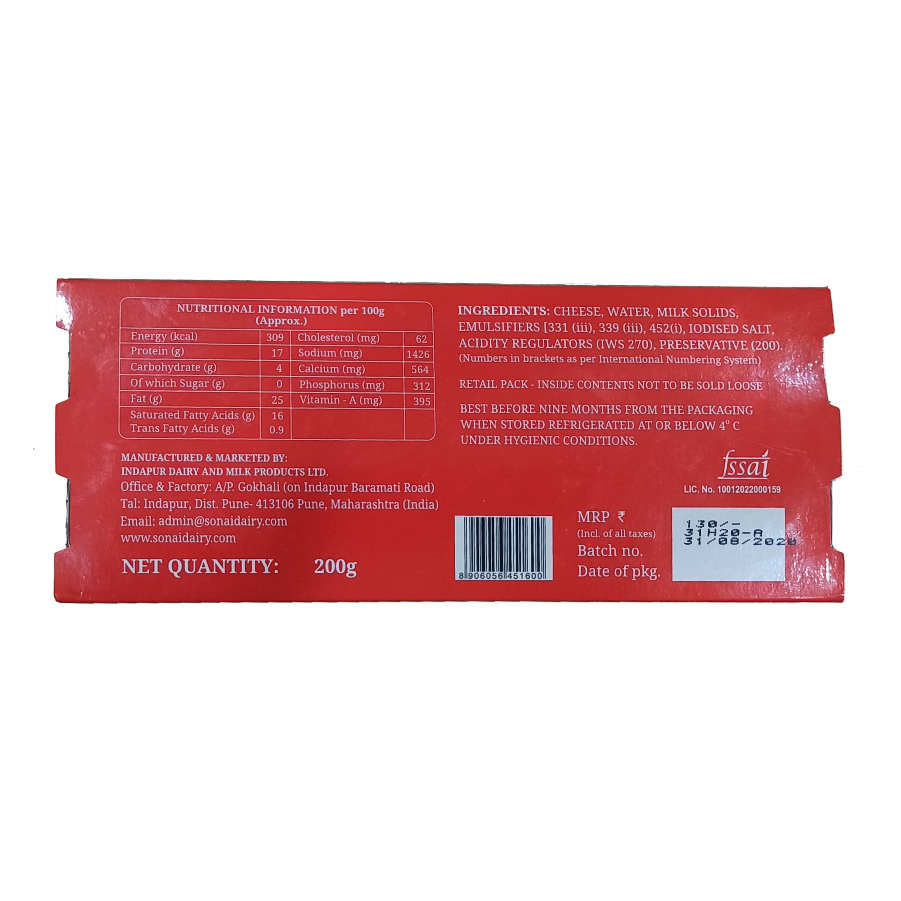 NUTRITIONAL INFORMATION per 100g
(Approx.)
Energy (kcal) 309 Cholesterol (mg) 62
Protein (g) 17 Sodium (mg) 1426
Carbohydrate (g) 4 Calcium (mg) 564
Of which Sugar (g) 0 Phosphorus (mg) 312
Fat (g) 25 Vitamin - A (mg) 395
Saturated Fatty Acids (g) 16
Trans Fatty Acids (g) 0.9
MANUFACTURED & MARKETED BY:
INDAPUR DAIRY AND MILK PRODUCTS LTD.
Office & Factory: A/P. Gokhali (on Indapur Baramati Road)
Tal: Indapur, Dist. Pune- 413106 Pune, Maharashtra (India)
Email: admin@sonaidairy.com
www.sonaidairy.com
NET QUANTITY: 200g
INGREDIENTS: CHEESE, WATER, MILK SOLIDS,
EMULSIFIERS [331 (iii), 339 (iii), 452(i), IODISED SALT,
ACIDITY REGULATORS (IWS 270), PRESERVATIVE (200).
(Numbers in brackets as per International Numbering System)
RETAIL PACK - INSIDE CONTENTS NOT TO BE SOLD LOOSE
BEST BEFORE NINE MONTHS FROM THE PACKAGING
WHEN STORED REFRIGERATED AT OR BELOW 4° C
UNDER HYGIENIC CONDITIONS.
fssai
LIC. No. 10012022000159
8 906056 451600
MRP ₹
(Incl. of all taxes)
Batch no.
Date of pkg.
130/-
31H20-A
31/08/2020